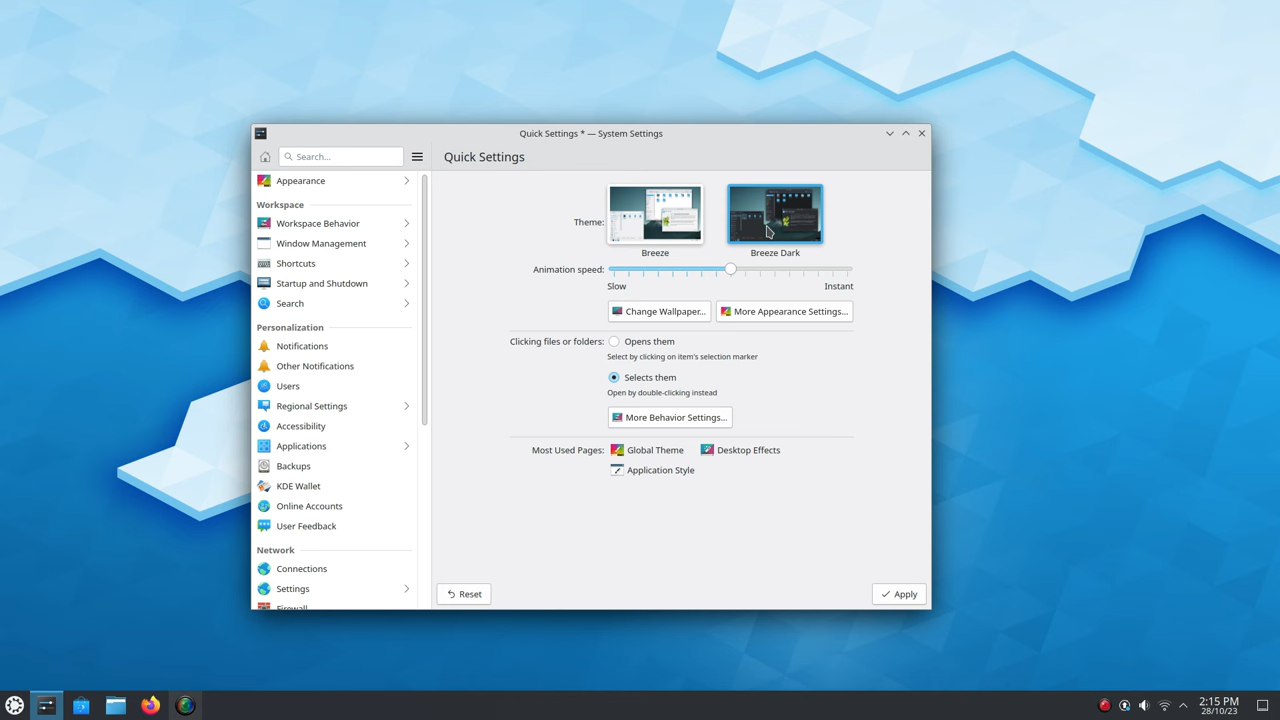 Quick Settings * — System Settings
Search...
Quick Settings
Appearance
Workspace
Workspace Behavior
Window Management
Shortcuts
Startup and Shutdown
Search
Personalization
Notifications
Other Notifications
Users
Regional Settings
Accessibility
Applications
Backups
KDE Wallet
Online Accounts
User Feedback
Network
Connections
Settings
Firewall
Theme:
Breeze
Breeze Dark
Animation speed:
Slow
Instant
Change Wallpaper...
More Appearance Settings...
Clicking files or folders:
Opens them
Select by clicking on item's selection marker
Selects them
Open by double-clicking instead
More Behavior Settings...
Most Used Pages:
Global Theme
Desktop Effects
Application Style
Reset
Apply
2:15 PM
28/10/23